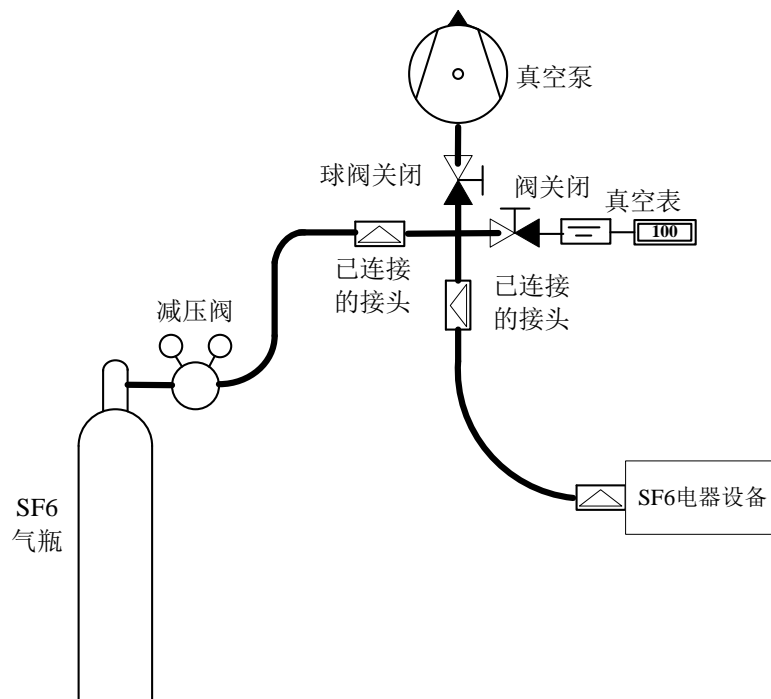 真空泵
球阀关闭
阀关闭
真空表
100
已连接
的接头
已连接
的接头
减压阀
SF6
气瓶
SF6电器设备